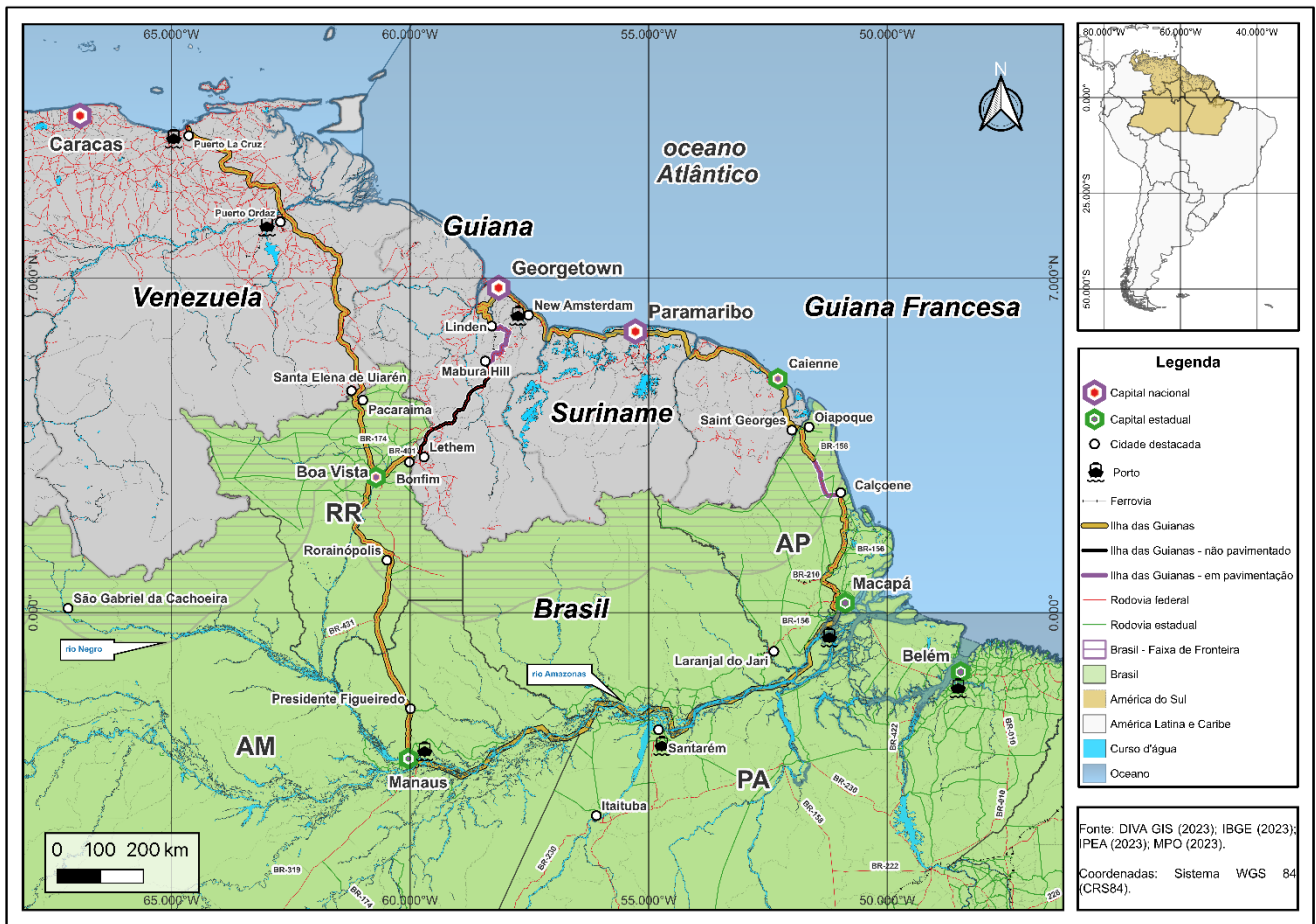 65.000°W
60.000°W
55.000°W
50.000°W
N
Caracas
Puerto La Cruz
oceano
Atlântico
Puerto Ordaz
Guiana
7.000°N
7.000°N
Venezuela
Georgetown
New Amsterdam
Paramaribo
Guiana Francesa
Linden
Mabura Hill
Caienne
Santa Elena de Uiarén
Pacaraima
Suriname
Saint Georges
Oiapoque
BR-174
BR-401
Lethem
BR-156
Boa Vista
Bonfim
Calçoene
RR
AP
Rorainópolis
BR-156
BR-210
Macapá
São Gabriel da Cachoeira
Brasil
0.000°
0.000°
BR-431
BR-156
rio Negro
Laranjal do Jari
Belém
rio Amazonas
Presidente Figueiredo
BR-422
BR-010
AM
Santarém
Manaus
PA
BR-230
Itaituba
BR-158
BR-010
0 100 200 km
BR-319
BR-230
BR-222
BR-174
226
65.000°W
60.000°W
55.000°W
50.000°W
80.000°W
60.000°W
40.000°W
0.000°
25.000°S
50.000°S
Legenda
Capital nacional
Capital estadual
Cidade destacada
Porto
Ferrovia
Ilha das Guianas
Ilha das Guianas - não pavimentado
Ilha das Guianas - em pavimentação
Rodovia federal
Rodovia estadual
Brasil - Faixa de Fronteira
Brasil
América do Sul
América Latina e Caribe
Curso d'água
Oceano
Fonte: DIVA GIS (2023); IBGE (2023);
IPEA (2023); MPO (2023).
Coordenadas: Sistema WGS 84
(CRS84).